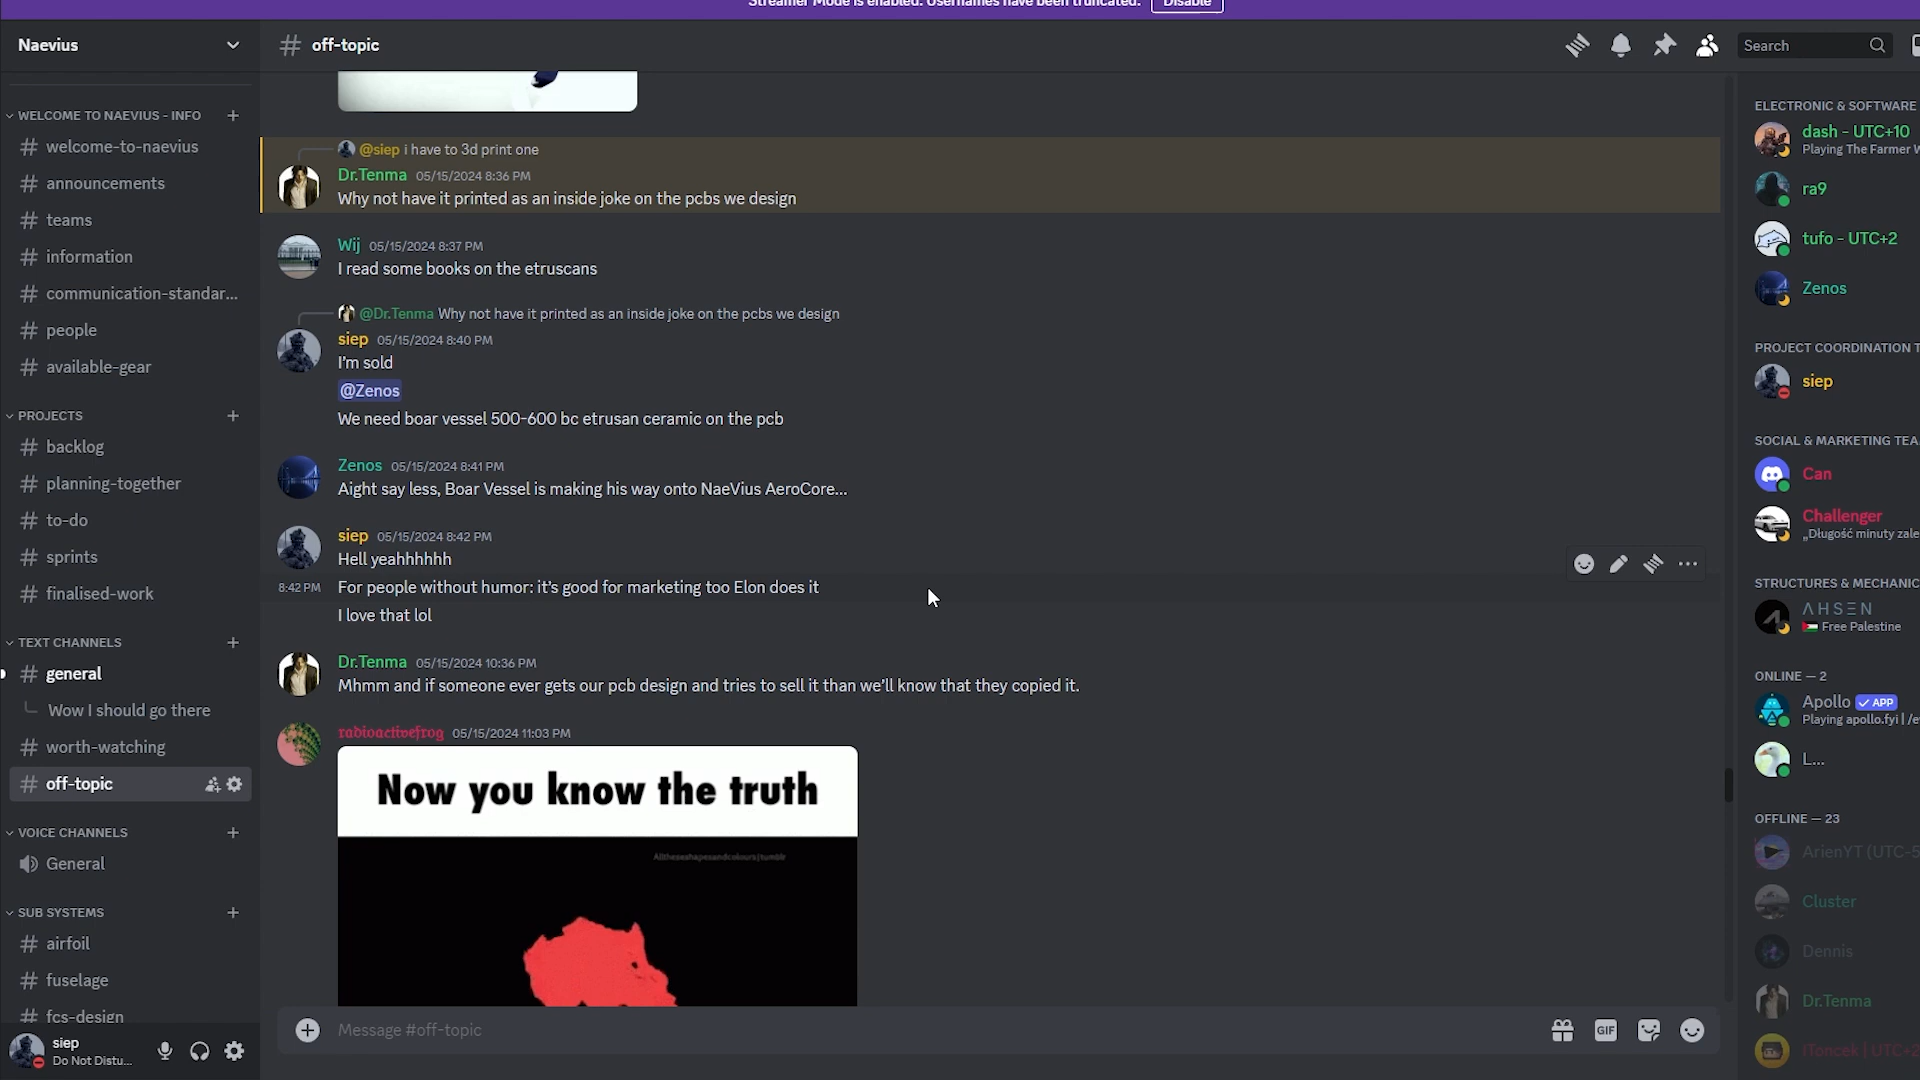 Streamer Mode is enabled. Usernames have been truncated. Disable
Naevius
off-topic
Search
WELCOME TO NAEVIUS - INFO
welcome-to-naevius
announcements
teams
information
communication-standar...
people
available-gear
PROJECTS
backlog
planning-together
to-do
sprints
finalised-work
TEXT CHANNELS
general
Wow I should go there
worth-watching
off-topic
VOICE CHANNELS
General
SUB SYSTEMS
airfoil
fuselage
fcs-design
siep
Do Not Distu...
@siep i have to 3d print one
Dr.Tenma 05/15/2024 8:36 PM
Why not have it printed as an inside joke on the pcbs we design
Wij 05/15/2024 8:37 PM
I read some books on the etruscans
@Dr.Tenma Why not have it printed as an inside joke on the pcbs we design
siep 05/15/2024 8:40 PM
I'm sold
@Zenos
We need boar vessel 500-600 bc etrusan ceramic on the pcb
Zenos 05/15/2024 8:41 PM
Aight say less, Boar Vessel is making his way onto NaeVius AeroCore...
siep 05/15/2024 8:42 PM
Hell yeahhhhhh
8:42 PM For people without humor: it's good for marketing too Elon does it
I love that lol
Dr.Tenma 05/15/2024 10:36 PM
Mhmm and if someone ever gets our pcb design and tries to sell it than we'll know that they copied it.
radioactivefrog 05/15/2024 11:03 PM
Now you know the truth
Alltheseshapesandcolours|tumblr
Message #off-topic
GIF
ELECTRONIC & SOFTWARE
dash - UTC+10
Playing The Farmer W
ra9
tufo - UTC+2
Zenos
PROJECT COORDINATION T
siep
SOCIAL & MARKETING TEA
Can
Challenger
„Długość minuty zale
STRUCTURES & MECHANIC
ΛHSΞN
Free Palestine
ONLINE — 2
Apollo APP
Playing apollo.fyi | /e
L...
OFFLINE — 23
ArienYT (UTC-5
Cluster
Dennis
Dr.Tenma
iToncek | UTC+2